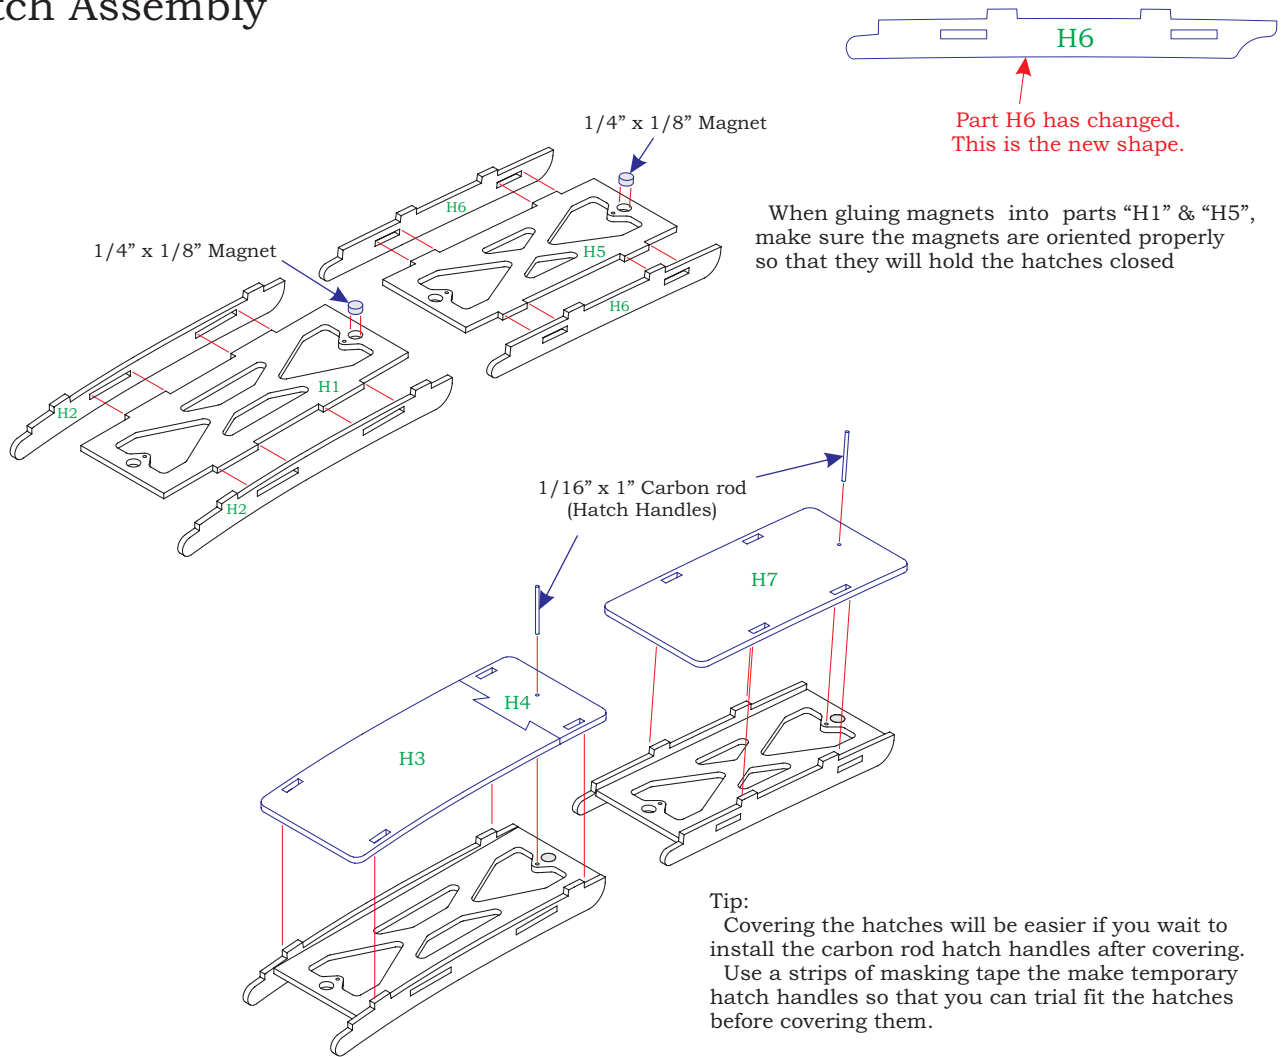 tch Assembly
H6
Part H6 has changed.
This is the new shape.
1/4” x 1/8” Magnet
When gluing magnets into parts “H1” & “H5”,
make sure the magnets are oriented properly
so that they will hold the hatches closed
H6
H5
H6
1/4” x 1/8” Magnet
H1
H2
H2
1/16” x 1” Carbon rod
(Hatch Handles)
H7
H4
H3
Tip:
Covering the hatches will be easier if you wait to
install the carbon rod hatch handles after covering.
Use a strips of masking tape the make temporary
hatch handles so that you can trial fit the hatches
before covering them.